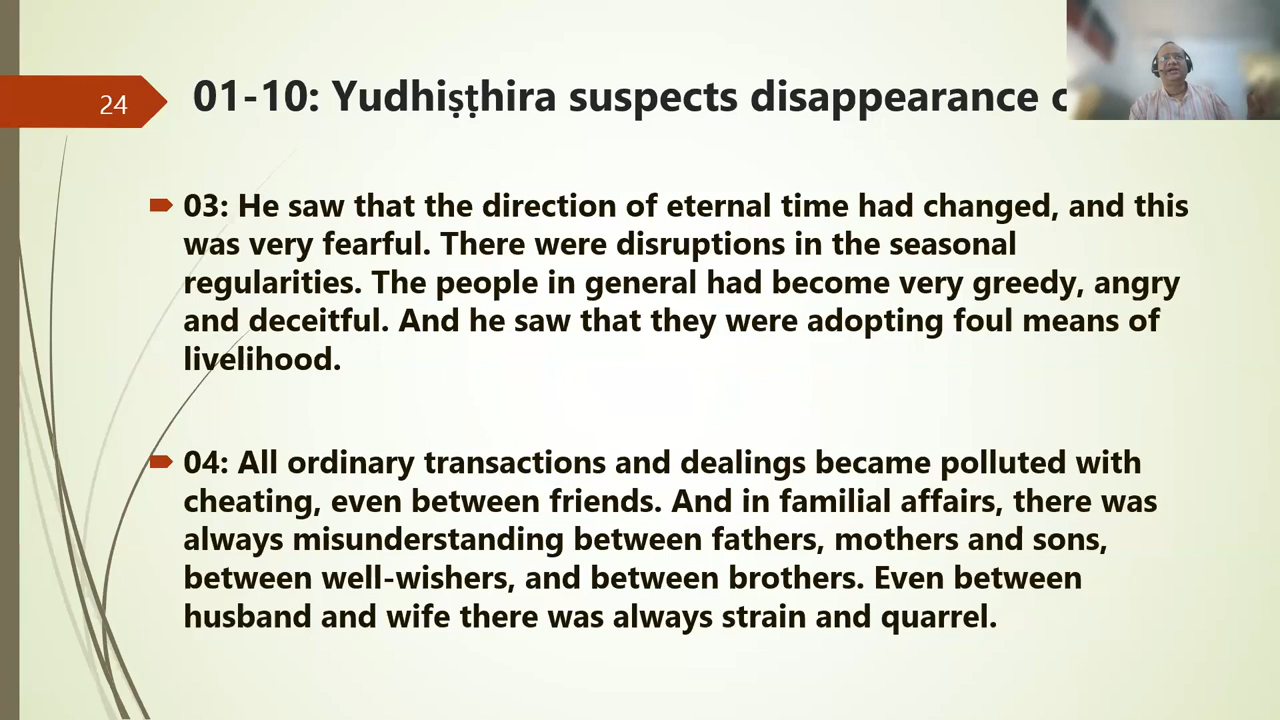 24
01-10: Yudhiṣṭhira suspects disappearance
03: He saw that the direction of eternal time had changed, and this
was very fearful. There were disruptions in the seasonal
regularities. The people in general had become very greedy, angry
and deceitful. And he saw that they were adopting foul means of
livelihood.
04: All ordinary transactions and dealings became polluted with
cheating, even between friends. And in familial affairs, there was
always misunderstanding between fathers, mothers and sons,
between well-wishers, and between brothers. Even between
husband and wife there was always strain and quarrel.